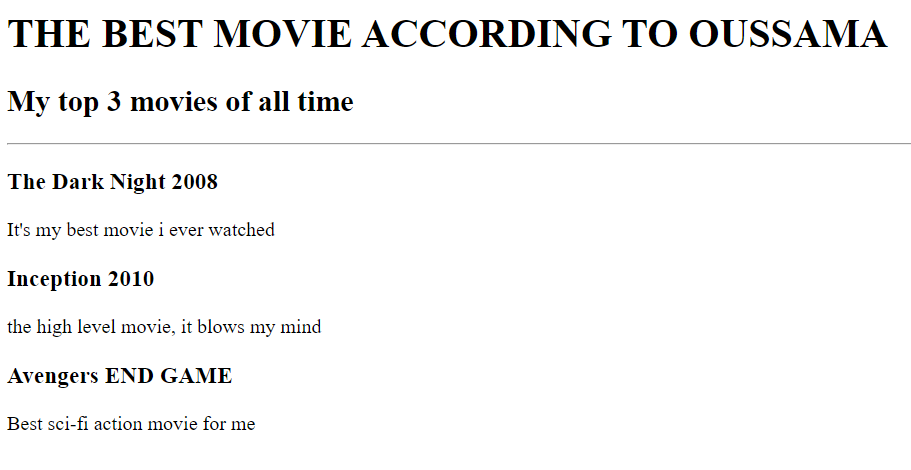 THE BEST MOVIE ACCORDING TO OUSSAMA
My top 3 movies of all time
The Dark Night 2008
It's my best movie i ever watched
Inception 2010
the high level movie, it blows my mind
Avengers END GAME
Best sci-fi action movie for me